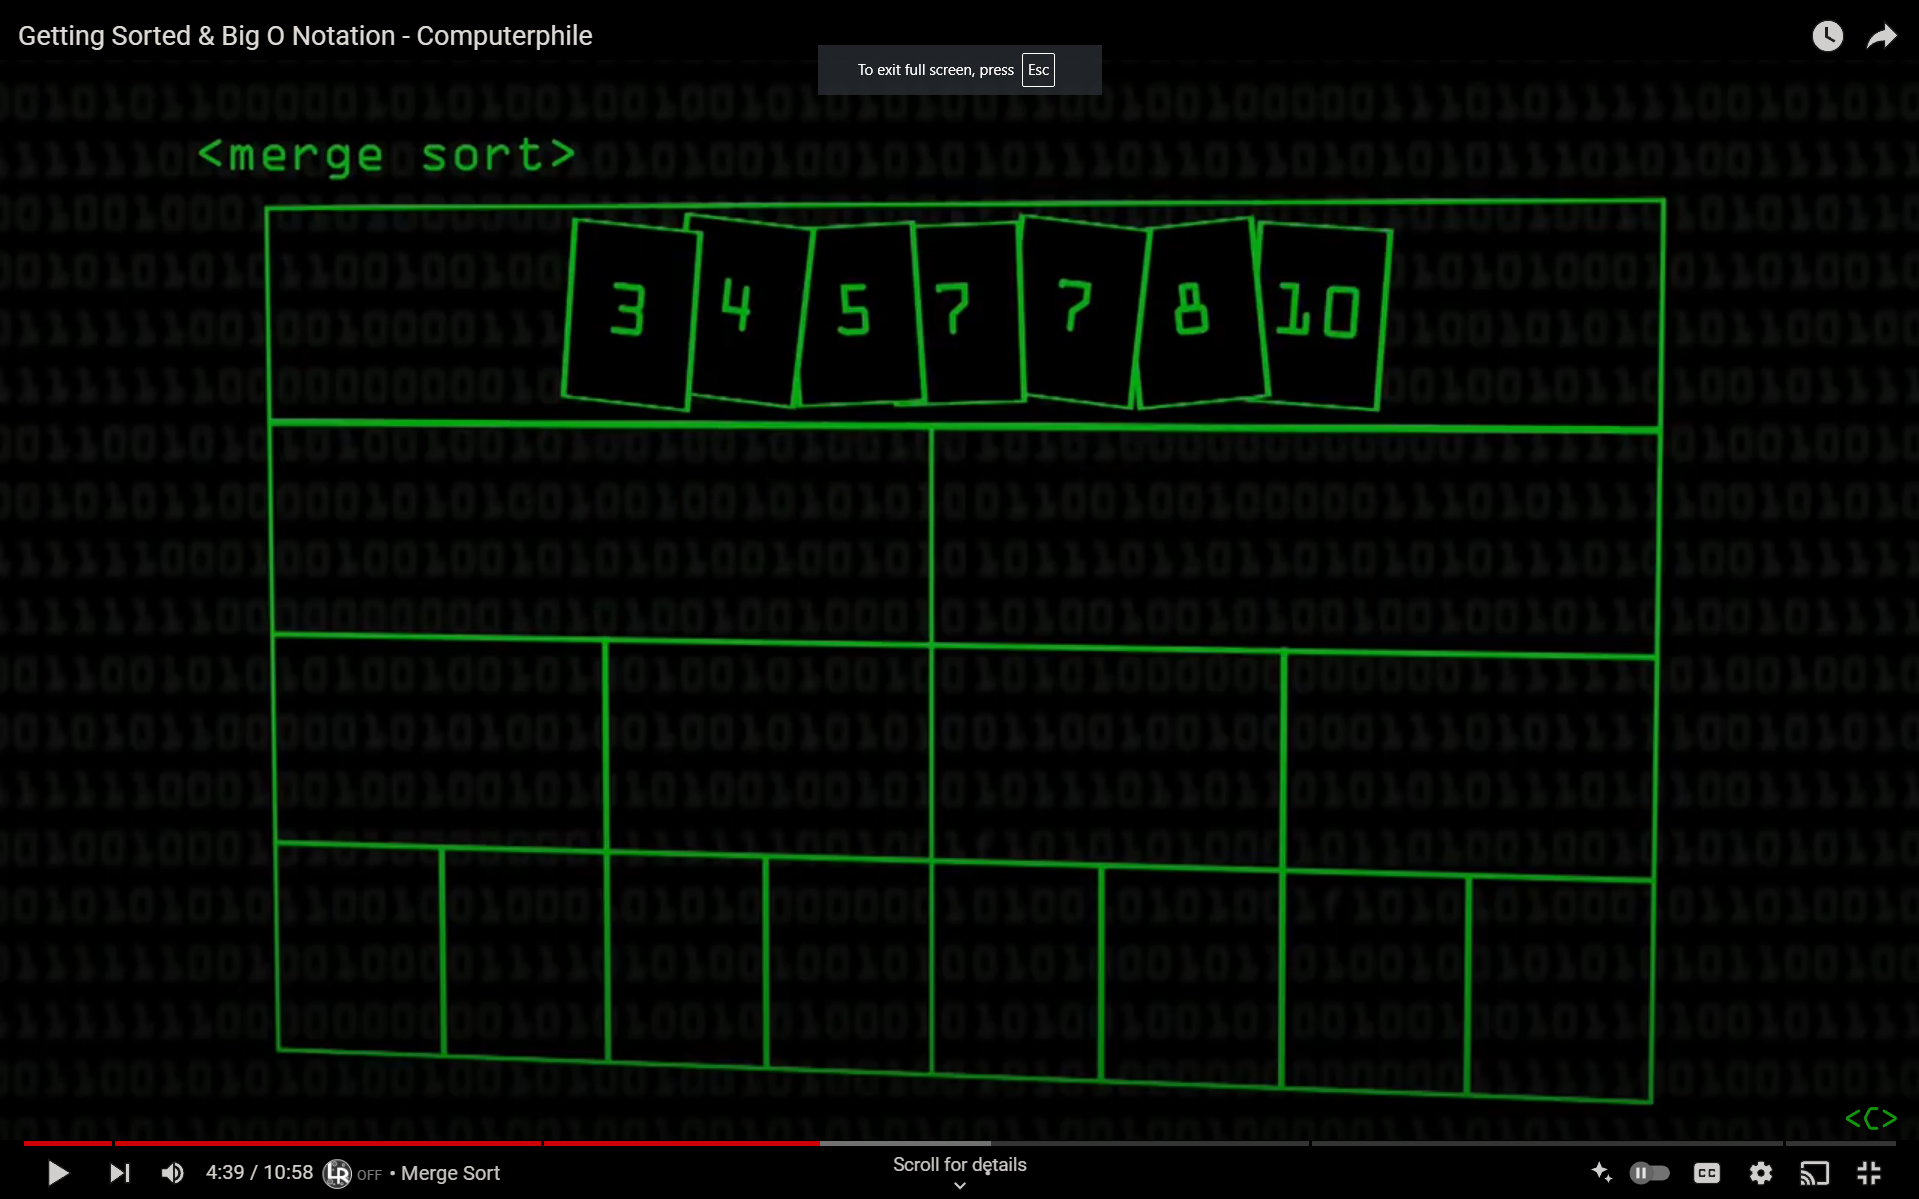 Getting Sorted & Big O Notation - Computerphile
To exit full screen, press Esc
<merge sort>
3 4 5 7 7 8 10
<C>
4:39 / 10:58 LR OFF • Merge Sort
Scroll for details
CC